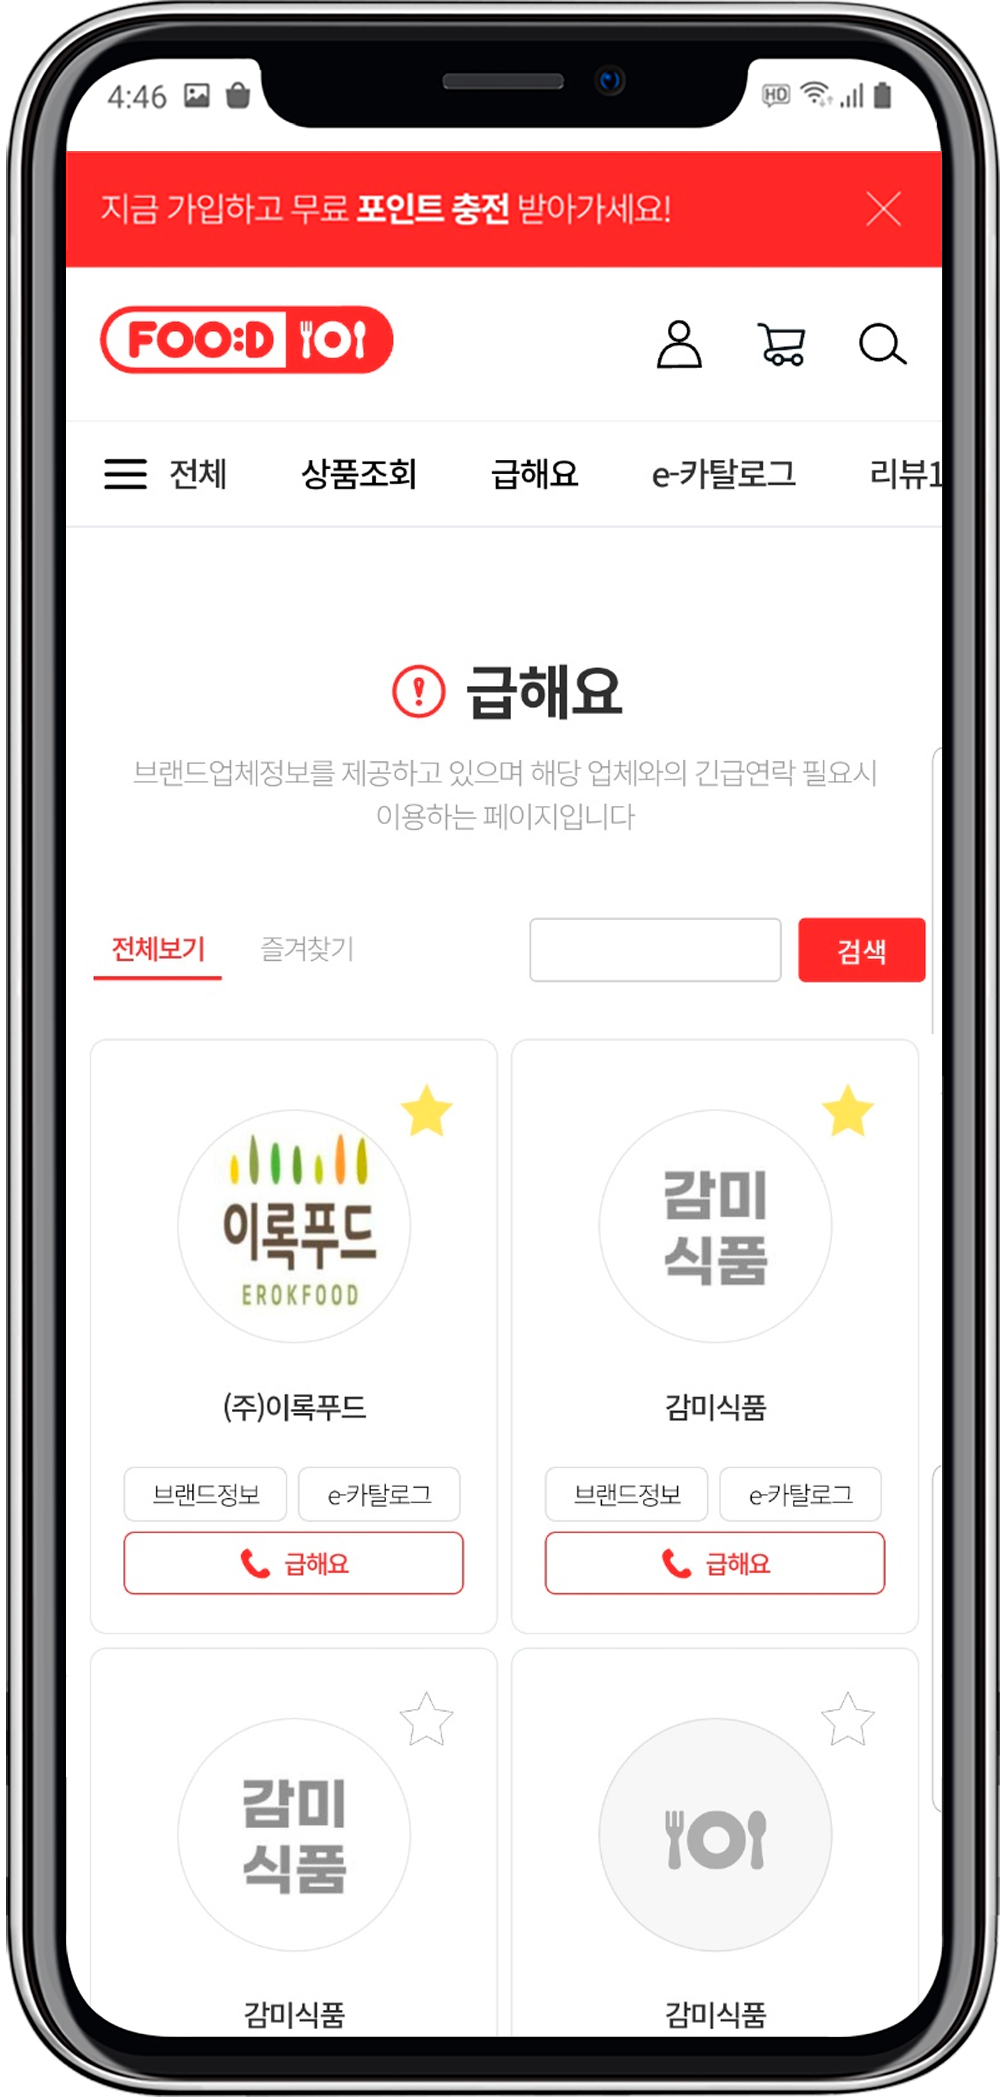 4:46
HD
지금 가입하고 무료 포인트 충전 받아가세요!
FOO:D
전체 상품조회 급해요 e-카탈로그 리뷰1
급해요
브랜드업체정보를 제공하고 있으며 해당 업체와의 긴급연락 필요시
이용하는 페이지입니다
전체보기 즐겨찾기 검색
이록푸드
EROKFOOD
감미
식품
(주)이록푸드
감미식품
브랜드정보 e-카탈로그
브랜드정보 e-카탈로그
급해요
급해요
감미
식품
감미식품
감미식품